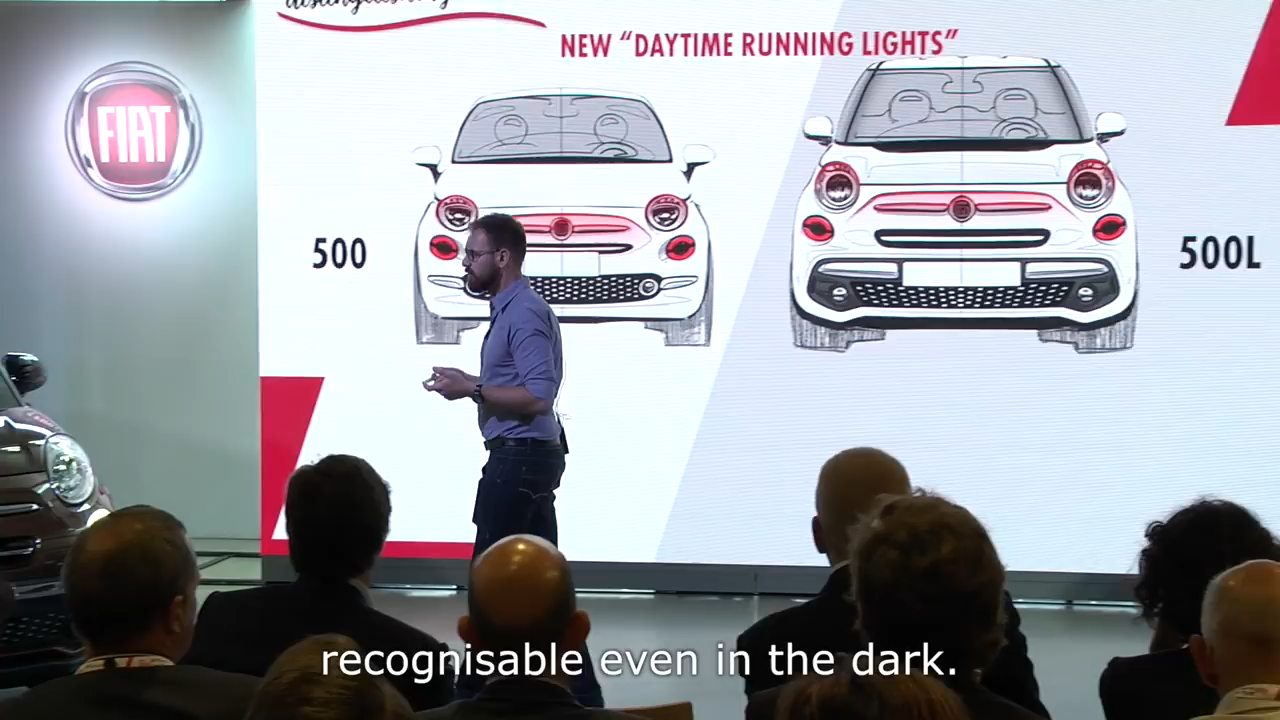 NEW “DAYTIME RUNNING LIGHTS”
FIAT
500
500L
recognisable even in the dark.